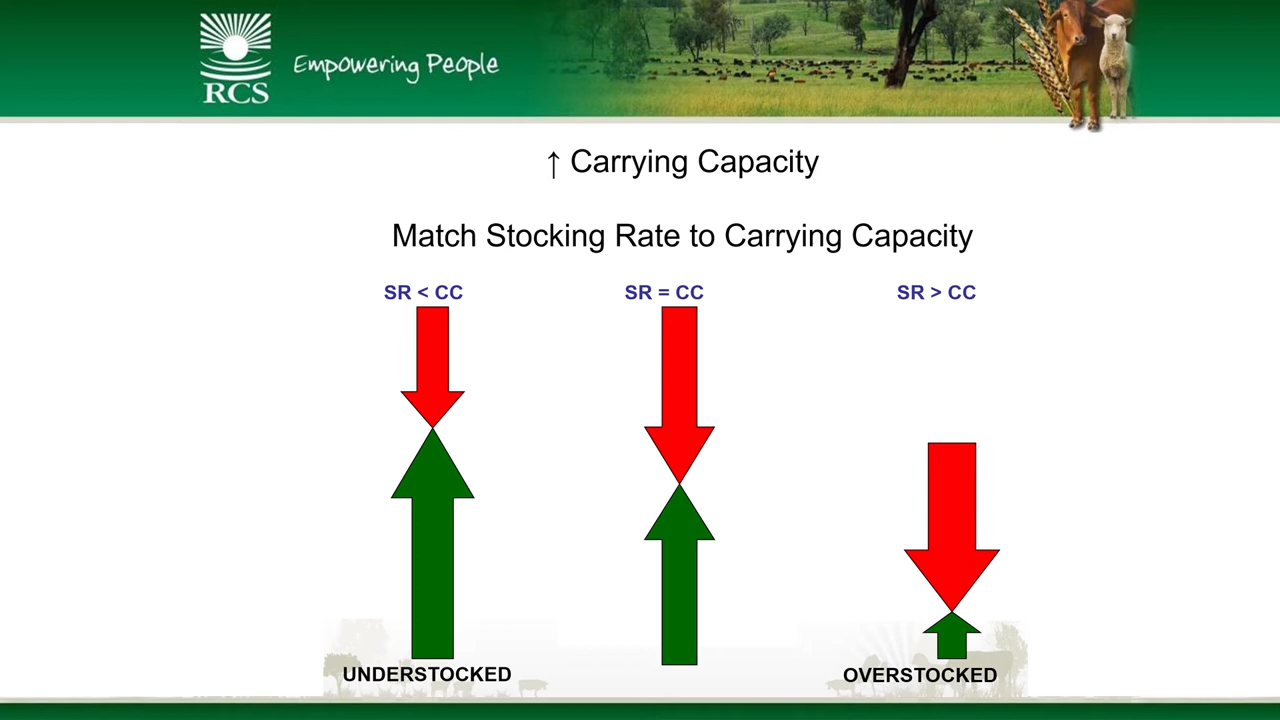 RCS
Empowering People
↑ Carrying Capacity
Match Stocking Rate to Carrying Capacity
SR < CC
SR = CC
SR > CC
UNDERSTOCKED
OVERSTOCKED